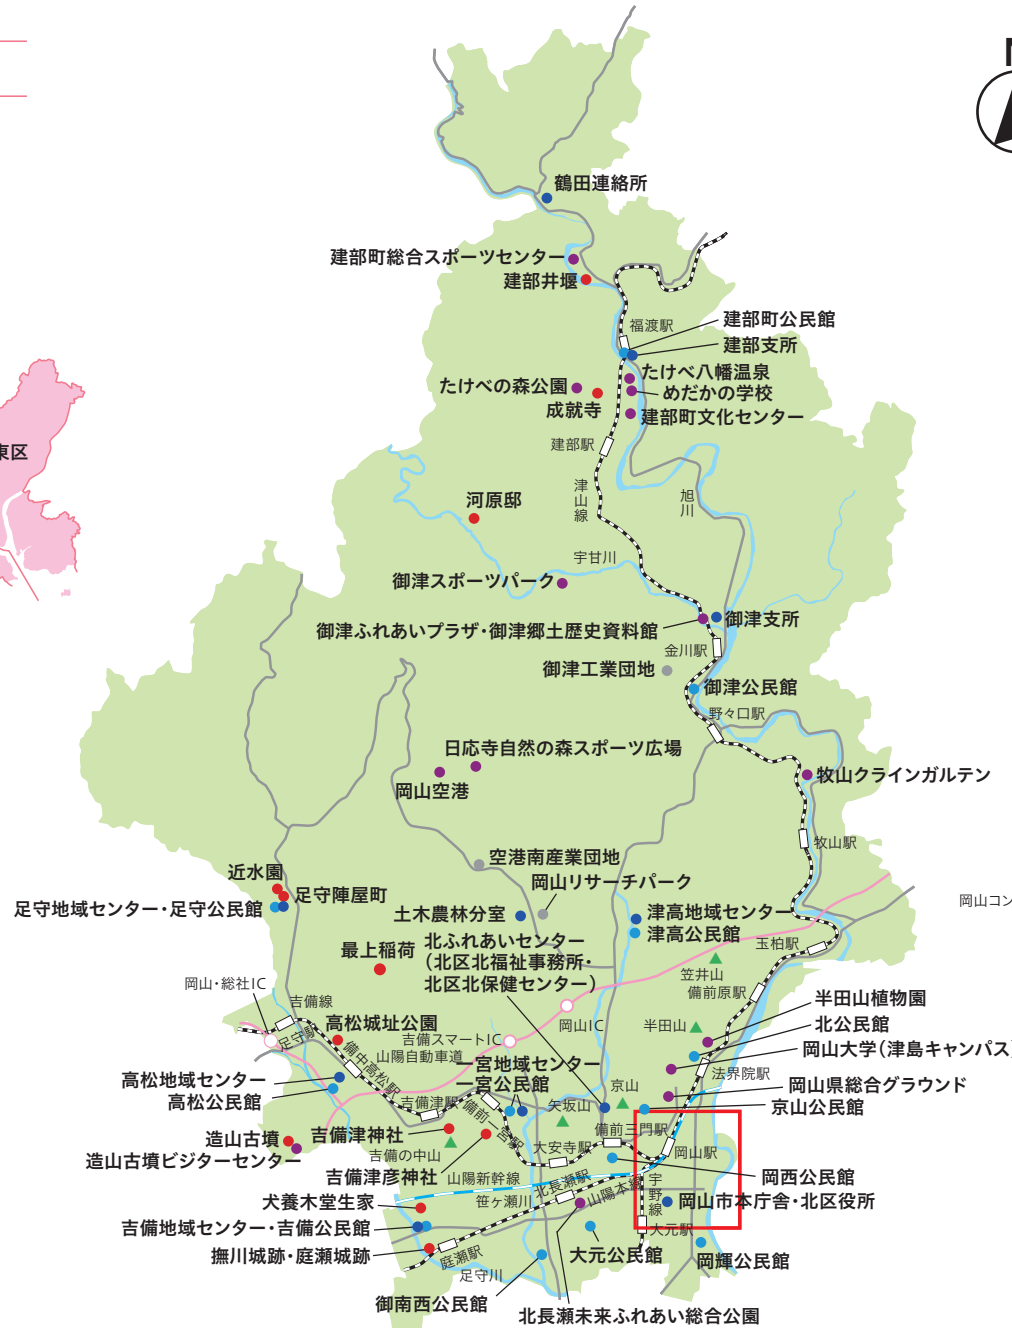 N
鶴田連絡所
建部町総合スポーツセンター
建部井堰
福渡駅
建部町公民館
建部支所
たけべ八幡温泉
めだかの学校
建部町文化センター
たけべの森公園
成就寺
建部駅
津山線
旭川
東区
河原邸
宇甘川
御津スポーツパーク
御津支所
御津ふれあいプラザ・御津郷土歴史資料館
金川駅
御津工業団地
御津公民館
野々口駅
日応寺自然の森スポーツ広場
岡山空港
牧山クラインガルテン
牧山駅
空港南産業団地
近水園
足守陣屋町
足守地域センター・足守公民館
岡山リサーチパーク
土木農林分室
津高地域センター
津高公民館
岡山コン
玉柏駅
最上稲荷
北ふれあいセンター
(北区北福祉事務所・
北区北保健センター)
笠井山
備前原駅
岡山・総社IC
吉備線
足守駅
高松城址公園
備中高松駅
吉備スマートIC
山陽自動車道
岡山IC
半田山
半田山植物園
北公民館
岡山大学(津島キャンパス)
法界院駅
高松地域センター
高松公民館
一宮地域センター
一宮公民館
吉備津駅
備前一宮駅
矢坂山
京山
岡山県総合グラウンド
京山公民館
造山古墳
造山古墳ビジターセンター
吉備津神社
吉備の中山
吉備津彦神社
大安寺駅
備前三門駅
岡山駅
岡西公民館
山陽新幹線
北長瀬駅
山陽本線
宇野線
岡山市本庁舎・北区役所
犬養木堂生家
笹ヶ瀬川
吉備地域センター・吉備公民館
大元駅
撫川城跡・庭瀬城跡
庭瀬駅
足守川
大元公民館
岡輝公民館
御南西公民館
北長瀬未来ふれあい総合公園